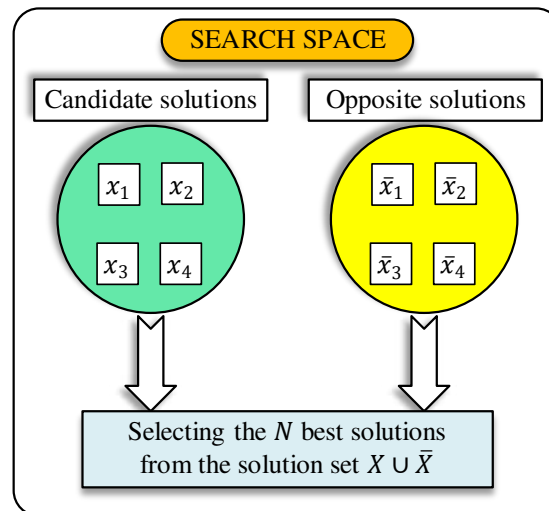 SEARCH SPACE
Candidate solutions
Opposite solutions
x₁ x₂
x₃ x₄
x̄₁ x̄₂
x̄₃ x̄₄
Selecting the N best solutions
from the solution set X ∪ X̄